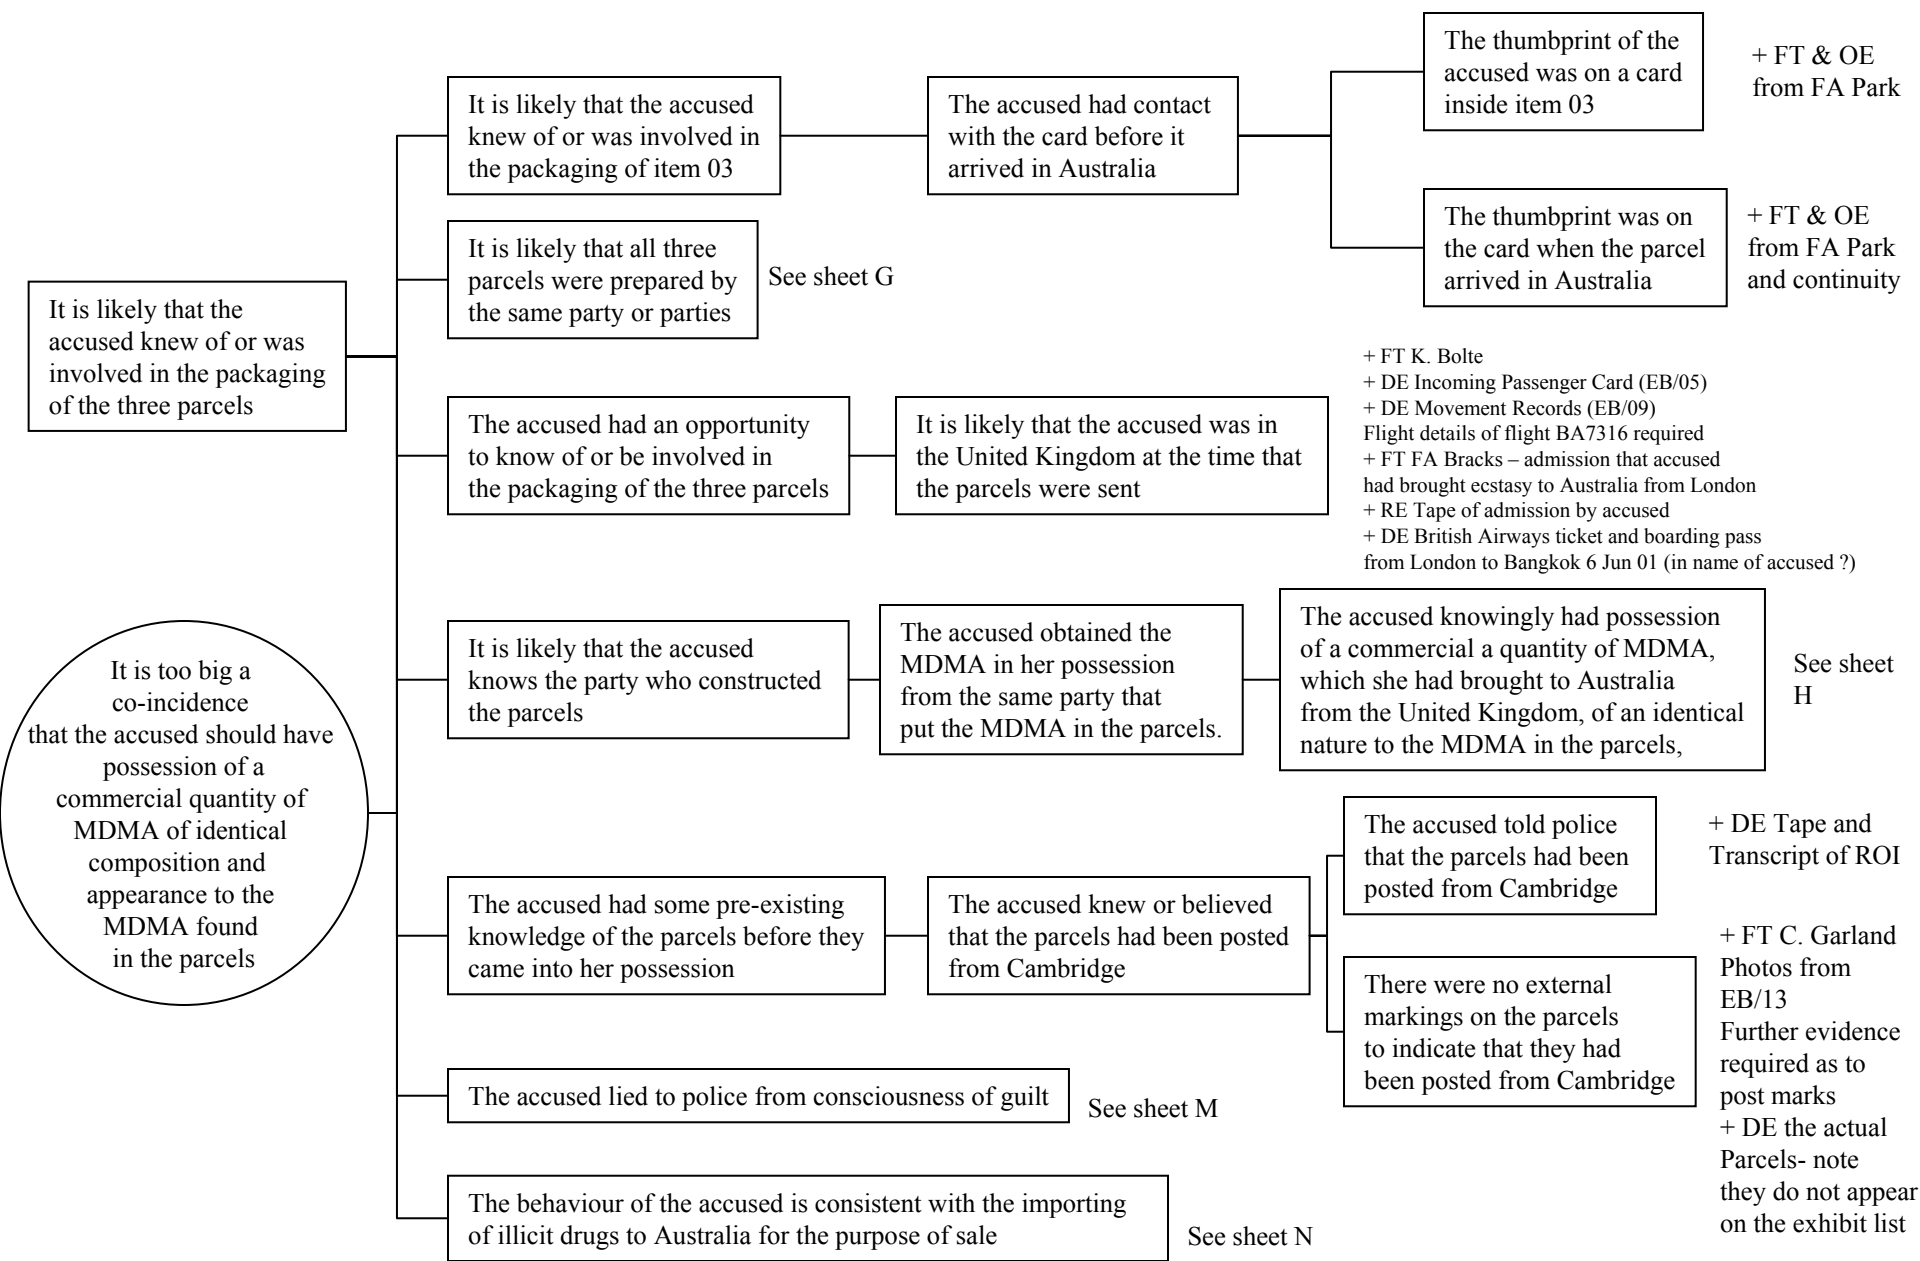 It is likely that the
accused knew of or was
involved in the packaging
of the three parcels
It is too big a
co-incidence
that the accused should have
possession of a
commercial quantity of
MDMA of identical
composition and
appearance to the
MDMA found
in the parcels
It is likely that the accused
knew of or was involved in
the packaging of item 03
The accused had contact
with the card before it
arrived in Australia
The thumbprint of the
accused was on a card
inside item 03
+ FT & OE
from FA Park
The thumbprint was on
the card when the parcel
arrived in Australia
+ FT & OE
from FA Park
and continuity
It is likely that all three
parcels were prepared by
the same party or parties
See sheet G
The accused had an opportunity
to know of or be involved in
the packaging of the three parcels
It is likely that the accused was in
the United Kingdom at the time that
the parcels were sent
+ FT K. Bolte
+ DE Incoming Passenger Card (EB/05)
+ DE Movement Records (EB/09)
Flight details of flight BA7316 required
+ FT FA Bracks – admission that accused
had brought ecstasy to Australia from London
+ RE Tape of admission by accused
+ DE British Airways ticket and boarding pass
from London to Bangkok 6 Jun 01 (in name of accused ?)
It is likely that the accused
knows the party who constructed
the parcels
The accused obtained the
MDMA in her possession
from the same party that
put the MDMA in the parcels.
The accused knowingly had possession
of a commercial a quantity of MDMA,
which she had brought to Australia
from the United Kingdom, of an identical
nature to the MDMA in the parcels,
See sheet
H
The accused had some pre-existing
knowledge of the parcels before they
came into her possession
The accused knew or believed
that the parcels had been posted
from Cambridge
The accused told police
that the parcels had been
posted from Cambridge
+ DE Tape and
Transcript of ROI
There were no external
markings on the parcels
to indicate that they had
been posted from Cambridge
+ FT C. Garland
Photos from
EB/13
Further evidence
required as to
post marks
+ DE the actual
Parcels- note
they do not appear
on the exhibit list
The accused lied to police from consciousness of guilt
See sheet M
The behaviour of the accused is consistent with the importing
of illicit drugs to Australia for the purpose of sale
See sheet N